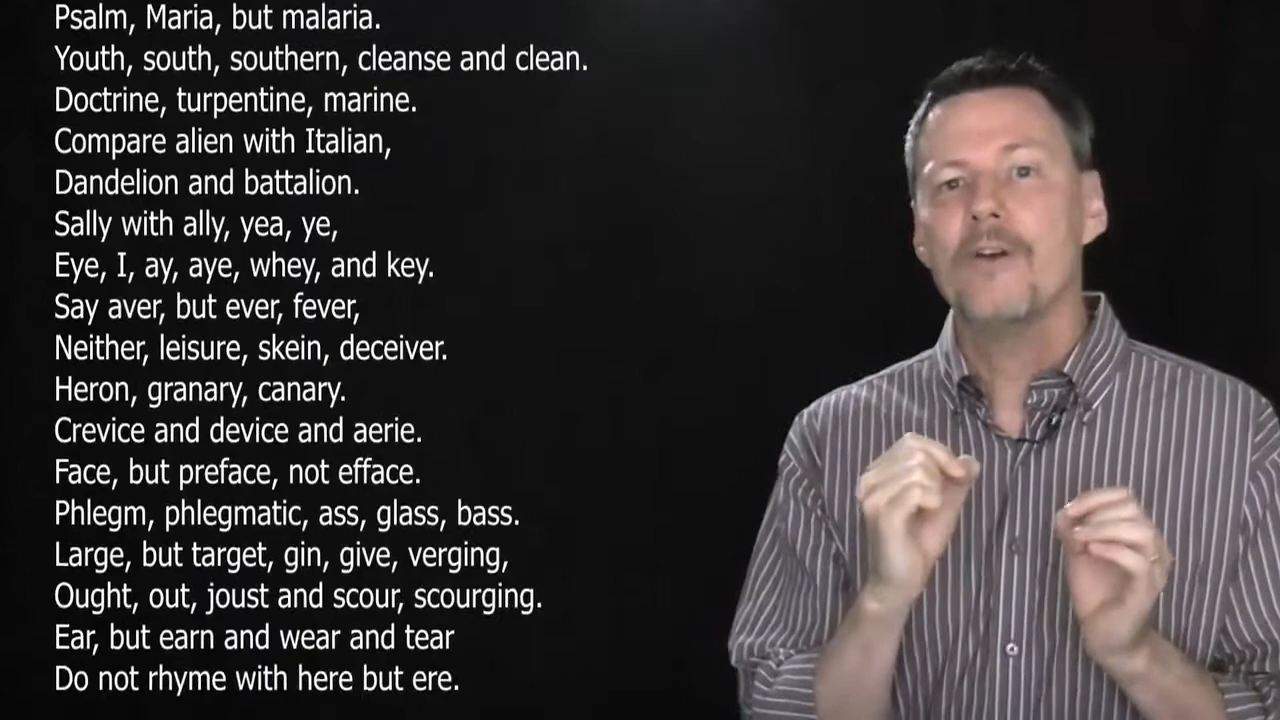 Psalm, Maria, but malaria.
Youth, south, southern, cleanse and clean.
Doctrine, turpentine, marine.
Compare alien with Italian,
Dandelion and battalion.
Sally with ally, yea, ye,
Eye, I, ay, aye, whey, and key.
Say aver, but ever, fever,
Neither, leisure, skein, deceiver.
Heron, granary, canary.
Crevice and device and aerie.
Face, but preface, not efface.
Phlegm, phlegmatic, ass, glass, bass.
Large, but target, gin, give, verging,
Ought, out, joust and scour, scourging.
Ear, but earn and wear and tear
Do not rhyme with here but ere.